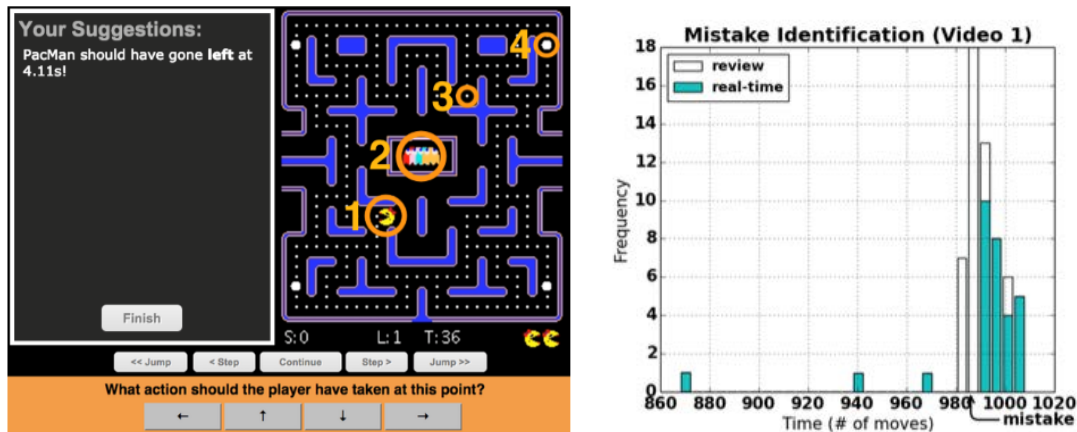 Your Suggestions:
PacMan should have gone left at
4.11s!
Finish
1
2
3
4
S:0 L:1 T:36
<< Jump
< Step
Continue
Step >
Jump >>
What action should the player have taken at this point?
← ↑ ↓ →
Mistake Identification (Video 1)
review
real-time
Frequency
18
16
14
12
10
8
6
4
2
0
860 880 900 920 940 960 980 1000 1020
Time (# of moves)
mistake